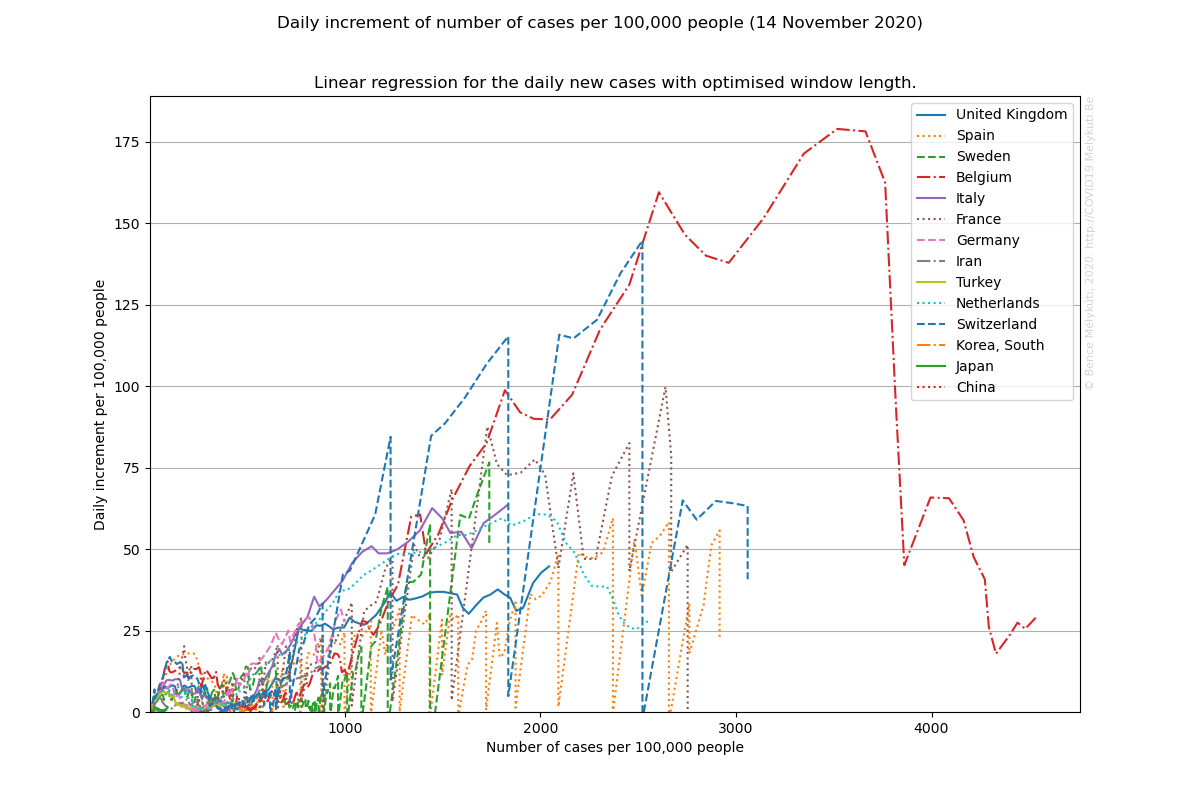 Daily increment of number of cases per 100,000 people (14 November 2020)
Linear regression for the daily new cases with optimised window length.
175
150
125
100
75
50
25
0
Daily increment per 100,000 people
1000
2000
3000
4000
Number of cases per 100,000 people
United Kingdom
Spain
Sweden
Belgium
Italy
France
Germany
Iran
Turkey
Netherlands
Switzerland
Korea, South
Japan
China
© Bence Mélykúti, 2020. http://COVID19.Melykuti.Be